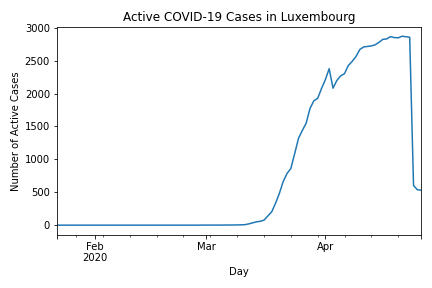 Active COVID-19 Cases in Luxembourg
Number of Active Cases
3000
2500
2000
1500
1000
500
0
Feb
2020
Mar
Apr
Day